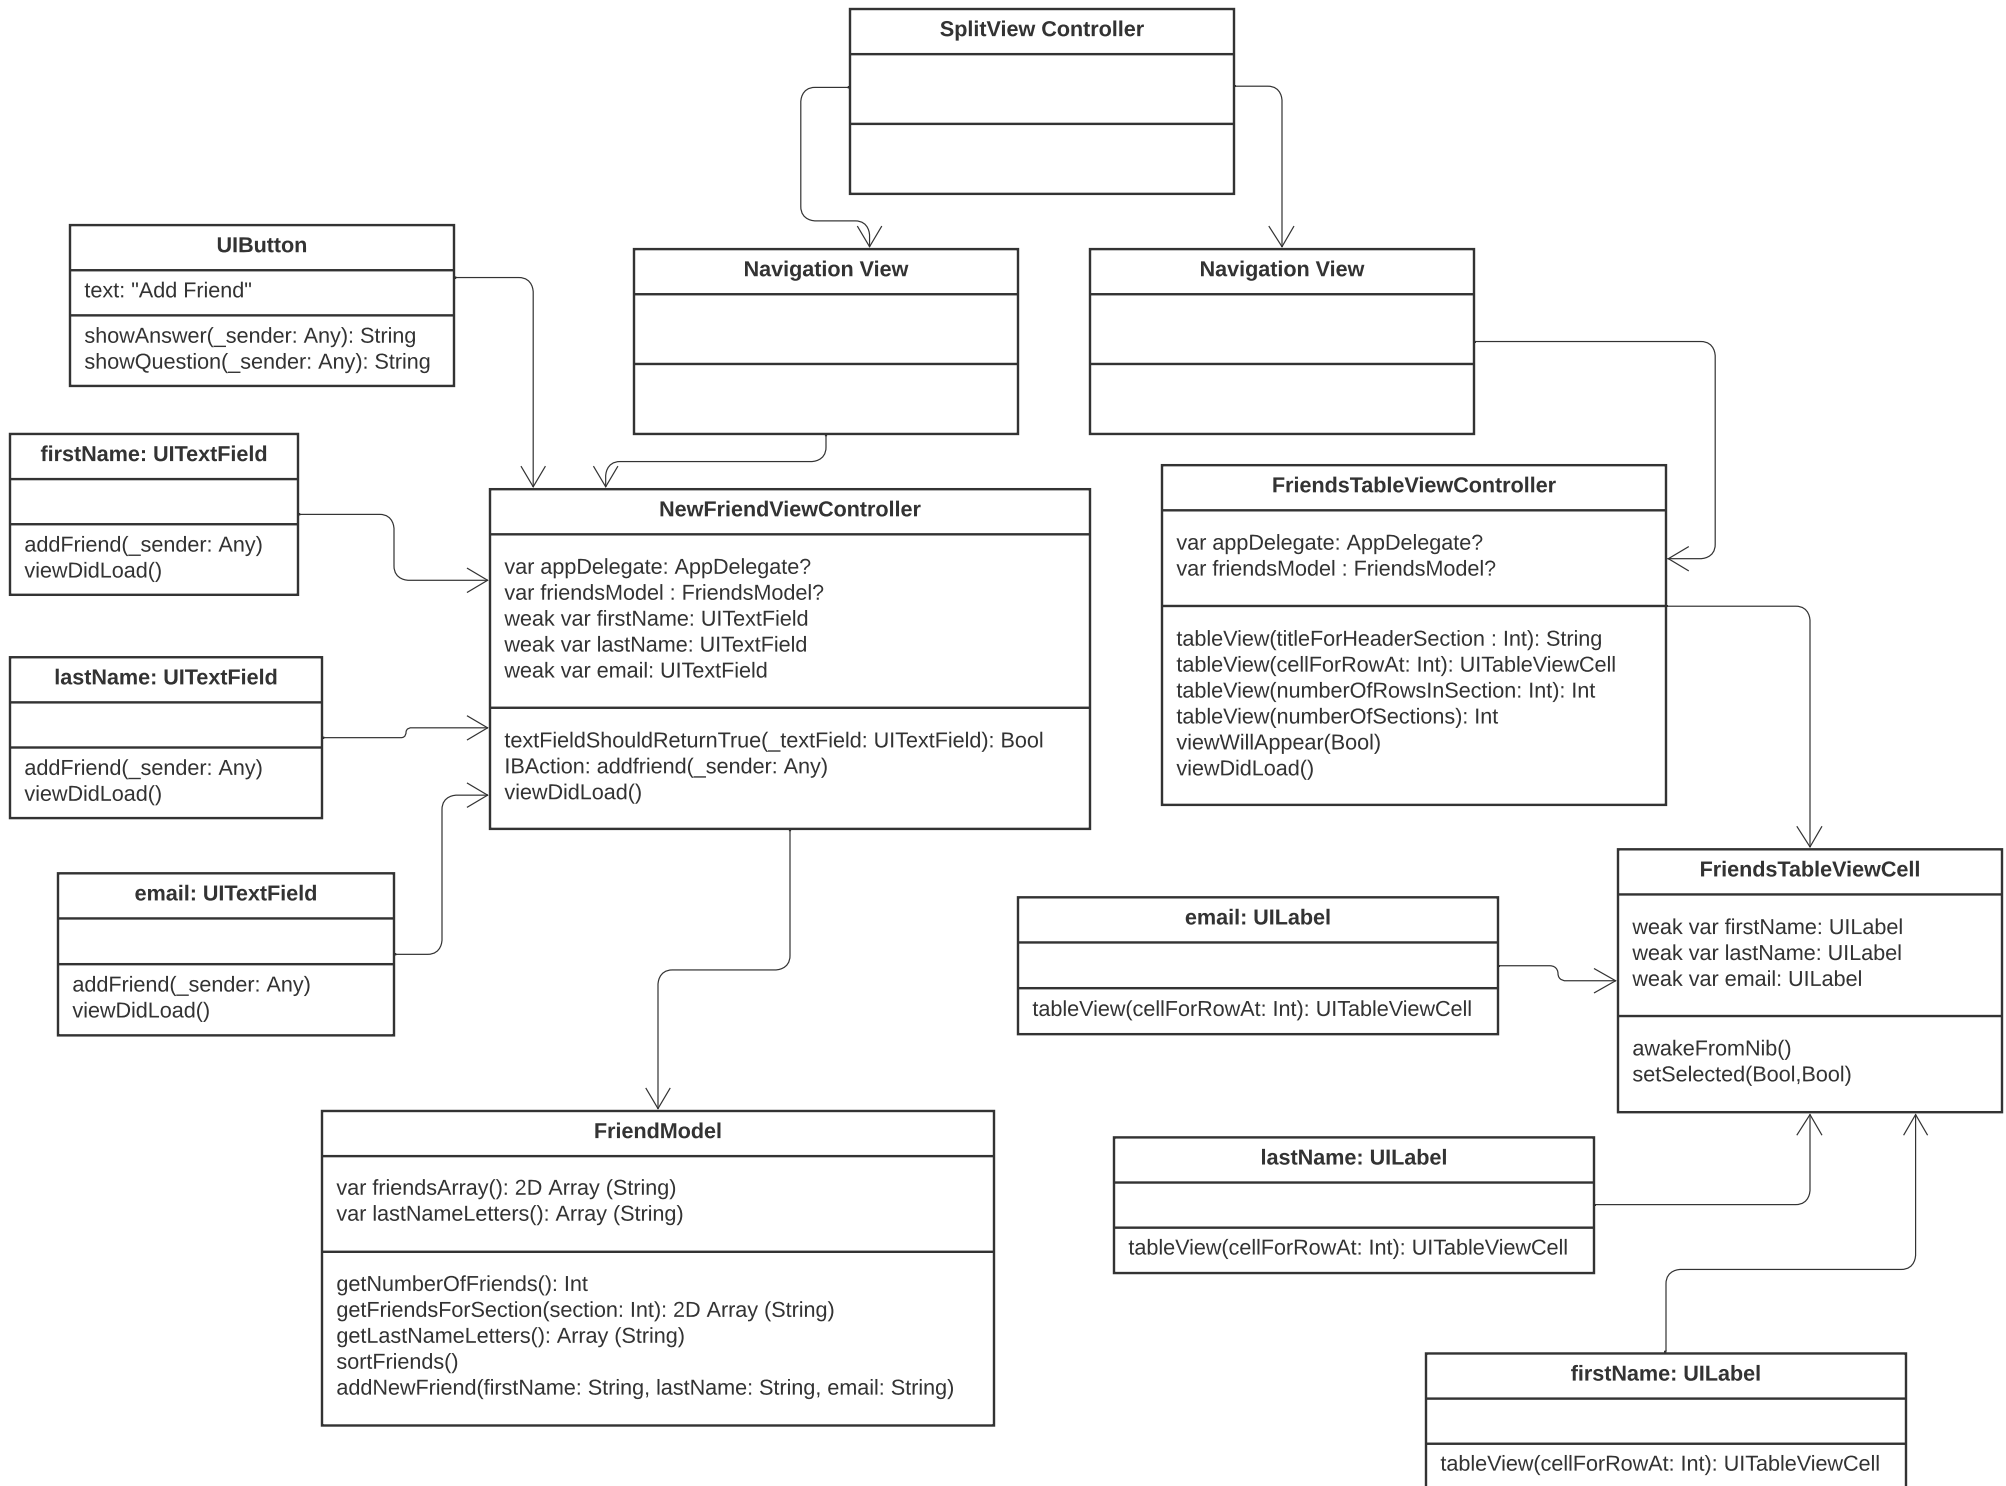 SplitView Controller
UIButton
text: "Add Friend"
showAnswer(_sender: Any): String
showQuestion(_sender: Any): String
Navigation View
Navigation View
firstName: UITextField
addFriend(_sender: Any)
viewDidLoad()
NewFriendViewController
var appDelegate: AppDelegate?
var friendsModel : FriendsModel?
weak var firstName: UITextField
weak var lastName: UITextField
weak var email: UITextField
textFieldShouldReturnTrue(_textField: UITextField): Bool
IBAction: addfriend(_sender: Any)
viewDidLoad()
FriendsTableViewController
var appDelegate: AppDelegate?
var friendsModel : FriendsModel?
tableView(titleForHeaderSection : Int): String
tableView(cellForRowAt: Int): UITableViewCell
tableView(numberOfRowsInSection: Int): Int
tableView(numberOfSections): Int
viewWillAppear(Bool)
viewDidLoad()
lastName: UITextField
addFriend(_sender: Any)
viewDidLoad()
email: UITextField
addFriend(_sender: Any)
viewDidLoad()
email: UILabel
tableView(cellForRowAt: Int): UITableViewCell
FriendsTableViewCell
weak var firstName: UILabel
weak var lastName: UILabel
weak var email: UILabel
awakeFromNib()
setSelected(Bool,Bool)
FriendModel
var friendsArray(): 2D Array (String)
var lastNameLetters(): Array (String)
getNumberOfFriends(): Int
getFriendsForSection(section: Int): 2D Array (String)
getLastNameLetters(): Array (String)
sortFriends()
addNewFriend(firstName: String, lastName: String, email: String)
lastName: UILabel
tableView(cellForRowAt: Int): UITableViewCell
firstName: UILabel
tableView(cellForRowAt: Int): UITableViewCell